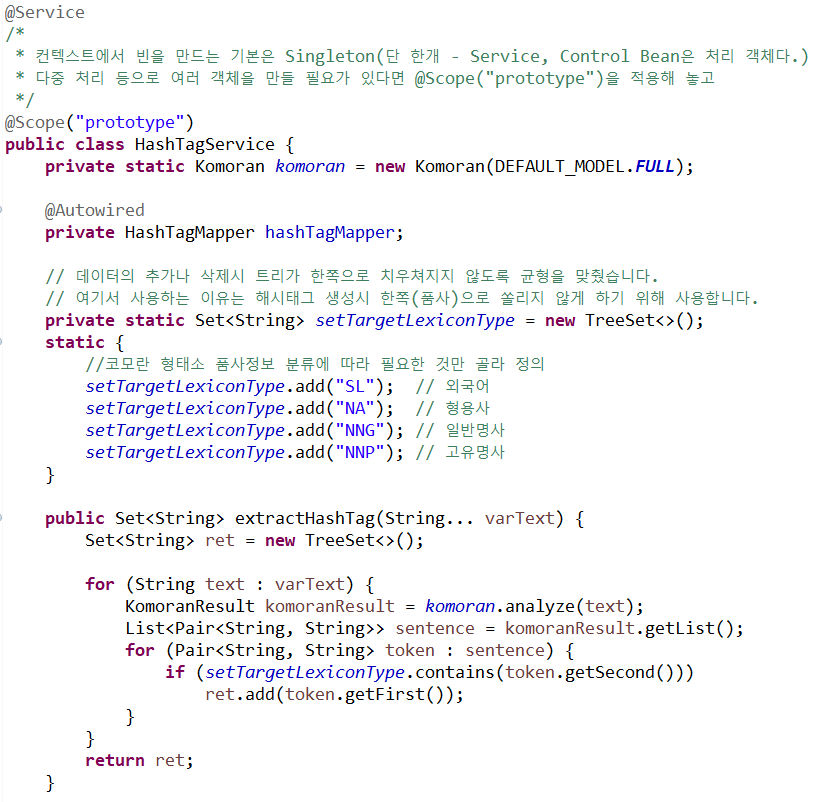 @Service
/*
 * 컨텍스트에서 빈을 만드는 기본은 Singleton(단 한개 - Service, Control Bean은 처리 객체다.)
 * 다중 처리 등으로 여러 객체을 만들 필요가 있다면 @Scope("prototype")을 적용해 놓고
 */
@Scope("prototype")
public class HashTagService {
    private static Komoran komoran = new Komoran(DEFAULT_MODEL.FULL);

    @Autowired
    private HashTagMapper hashTagMapper;

    // 데이터의 추가나 삭제시 트리가 한쪽으로 치우쳐지지 않도록 균형을 맞췄습니다.
    // 여기서 사용하는 이유는 해시태그 생성시 한쪽(품사)으로 쏠리지 않게 하기 위해 사용합니다.
    private static Set<String> setTargetLexiconType = new TreeSet<>();
    static {
        //코모란 형태소 품사정보 분류에 따라 필요한 것만 골라 정의
        setTargetLexiconType.add("SL");  // 외국어
        setTargetLexiconType.add("NA");  // 형용사
        setTargetLexiconType.add("NNG"); // 일반명사
        setTargetLexiconType.add("NNP"); // 고유명사
    }

    public Set<String> extractHashTag(String... varText) {
        Set<String> ret = new TreeSet<>();

        for (String text : varText) {
            KomoranResult komoranResult = komoran.analyze(text);
            List<Pair<String, String>> sentence = komoranResult.getList();
            for (Pair<String, String> token : sentence) {
                if (setTargetLexiconType.contains(token.getSecond()))
                    ret.add(token.getFirst());
            }
        }
        return ret;
    }